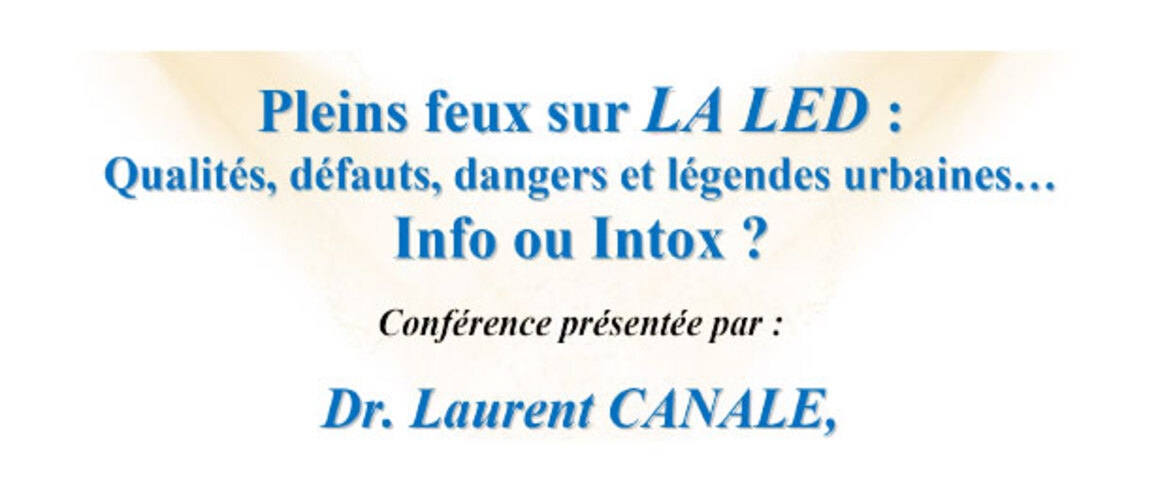 Pleins feux sur LA LED :
Qualités, défauts, dangers et légendes urbaines…
Info ou Intox ?
Conférence présentée par :
Dr. Laurent CANALE,